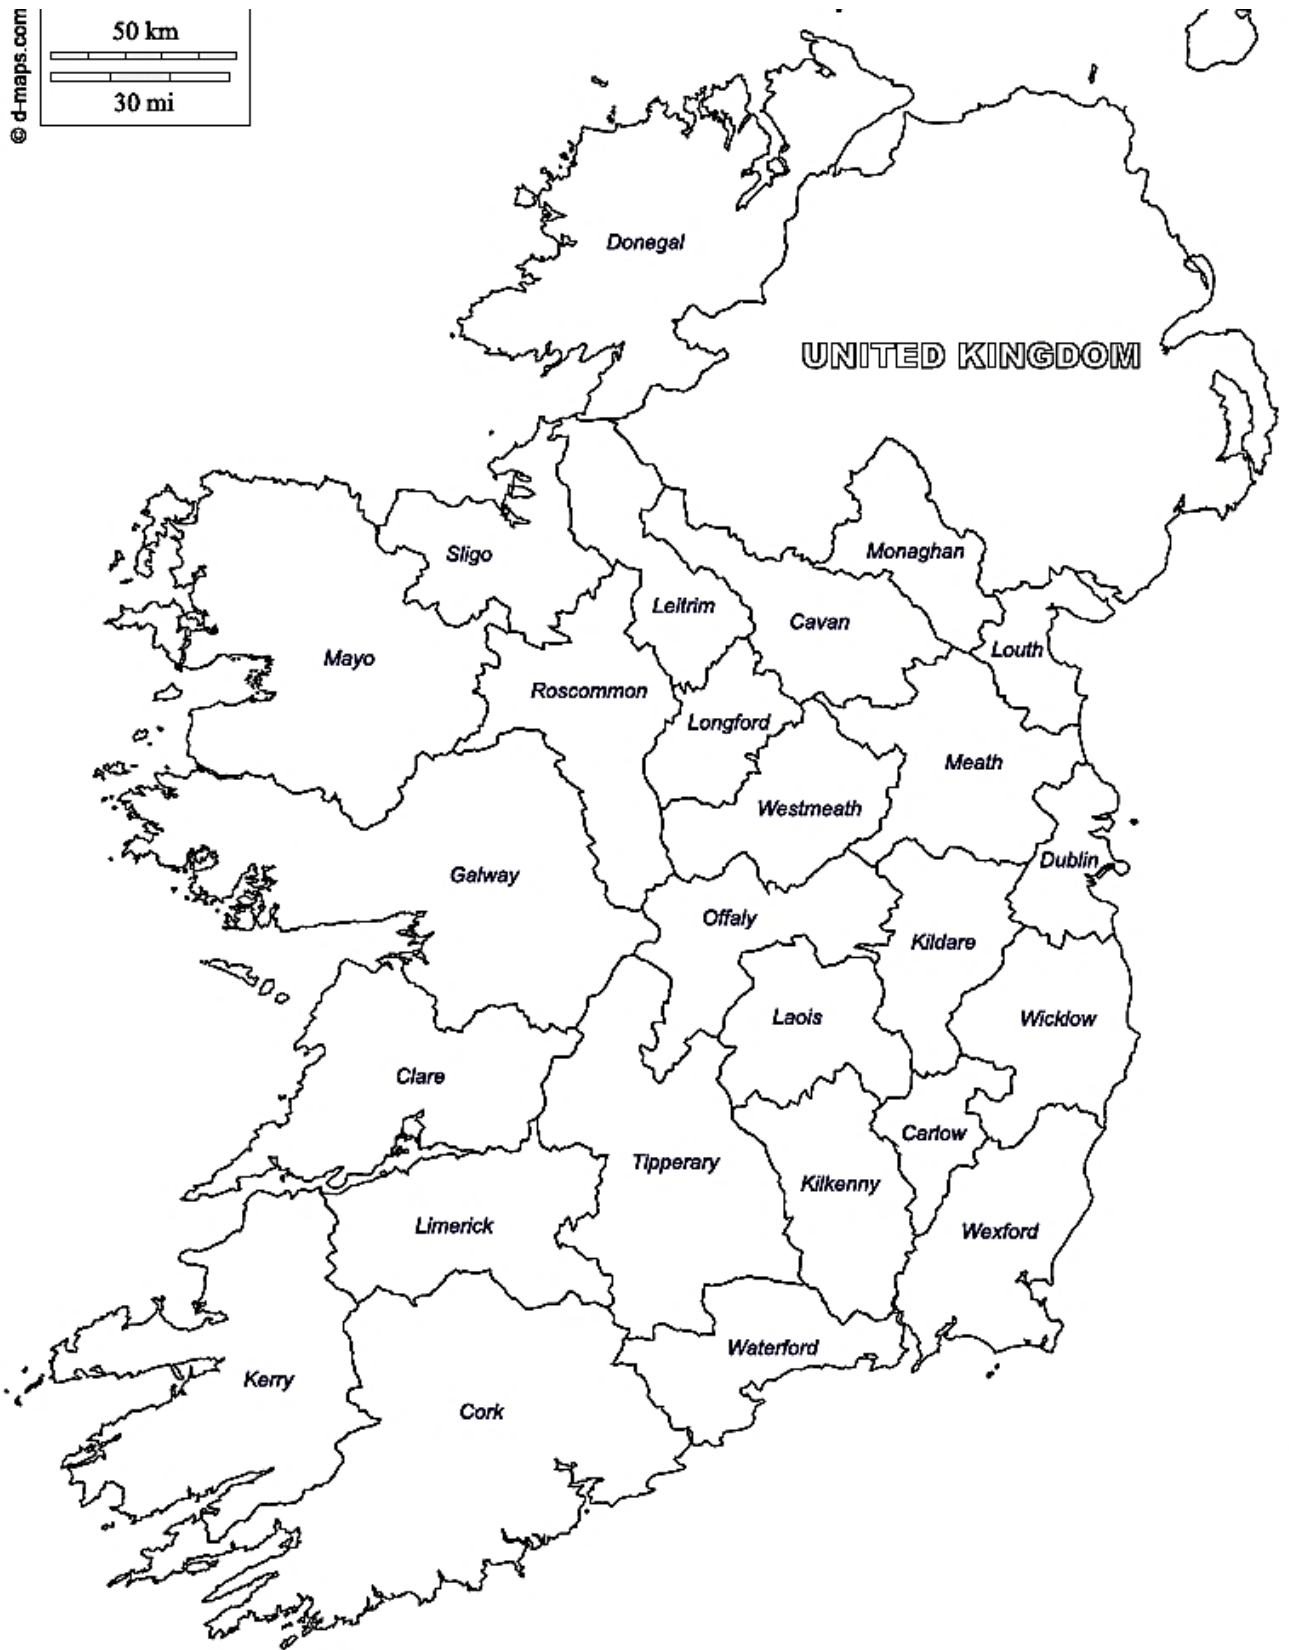 © d-maps.com
50 km
30 mi
Donegal
UNITED KINGDOM
Monaghan
Sligo
Leitrim
Cavan
Louth
Mayo
Roscommon
Longford
Meath
Westmeath
Dublin
Galway
Offaly
Kildare
Laois
Wicklow
Clare
Carlow
Tipperary
Kilkenny
Limerick
Wexford
Waterford
Kerry
Cork